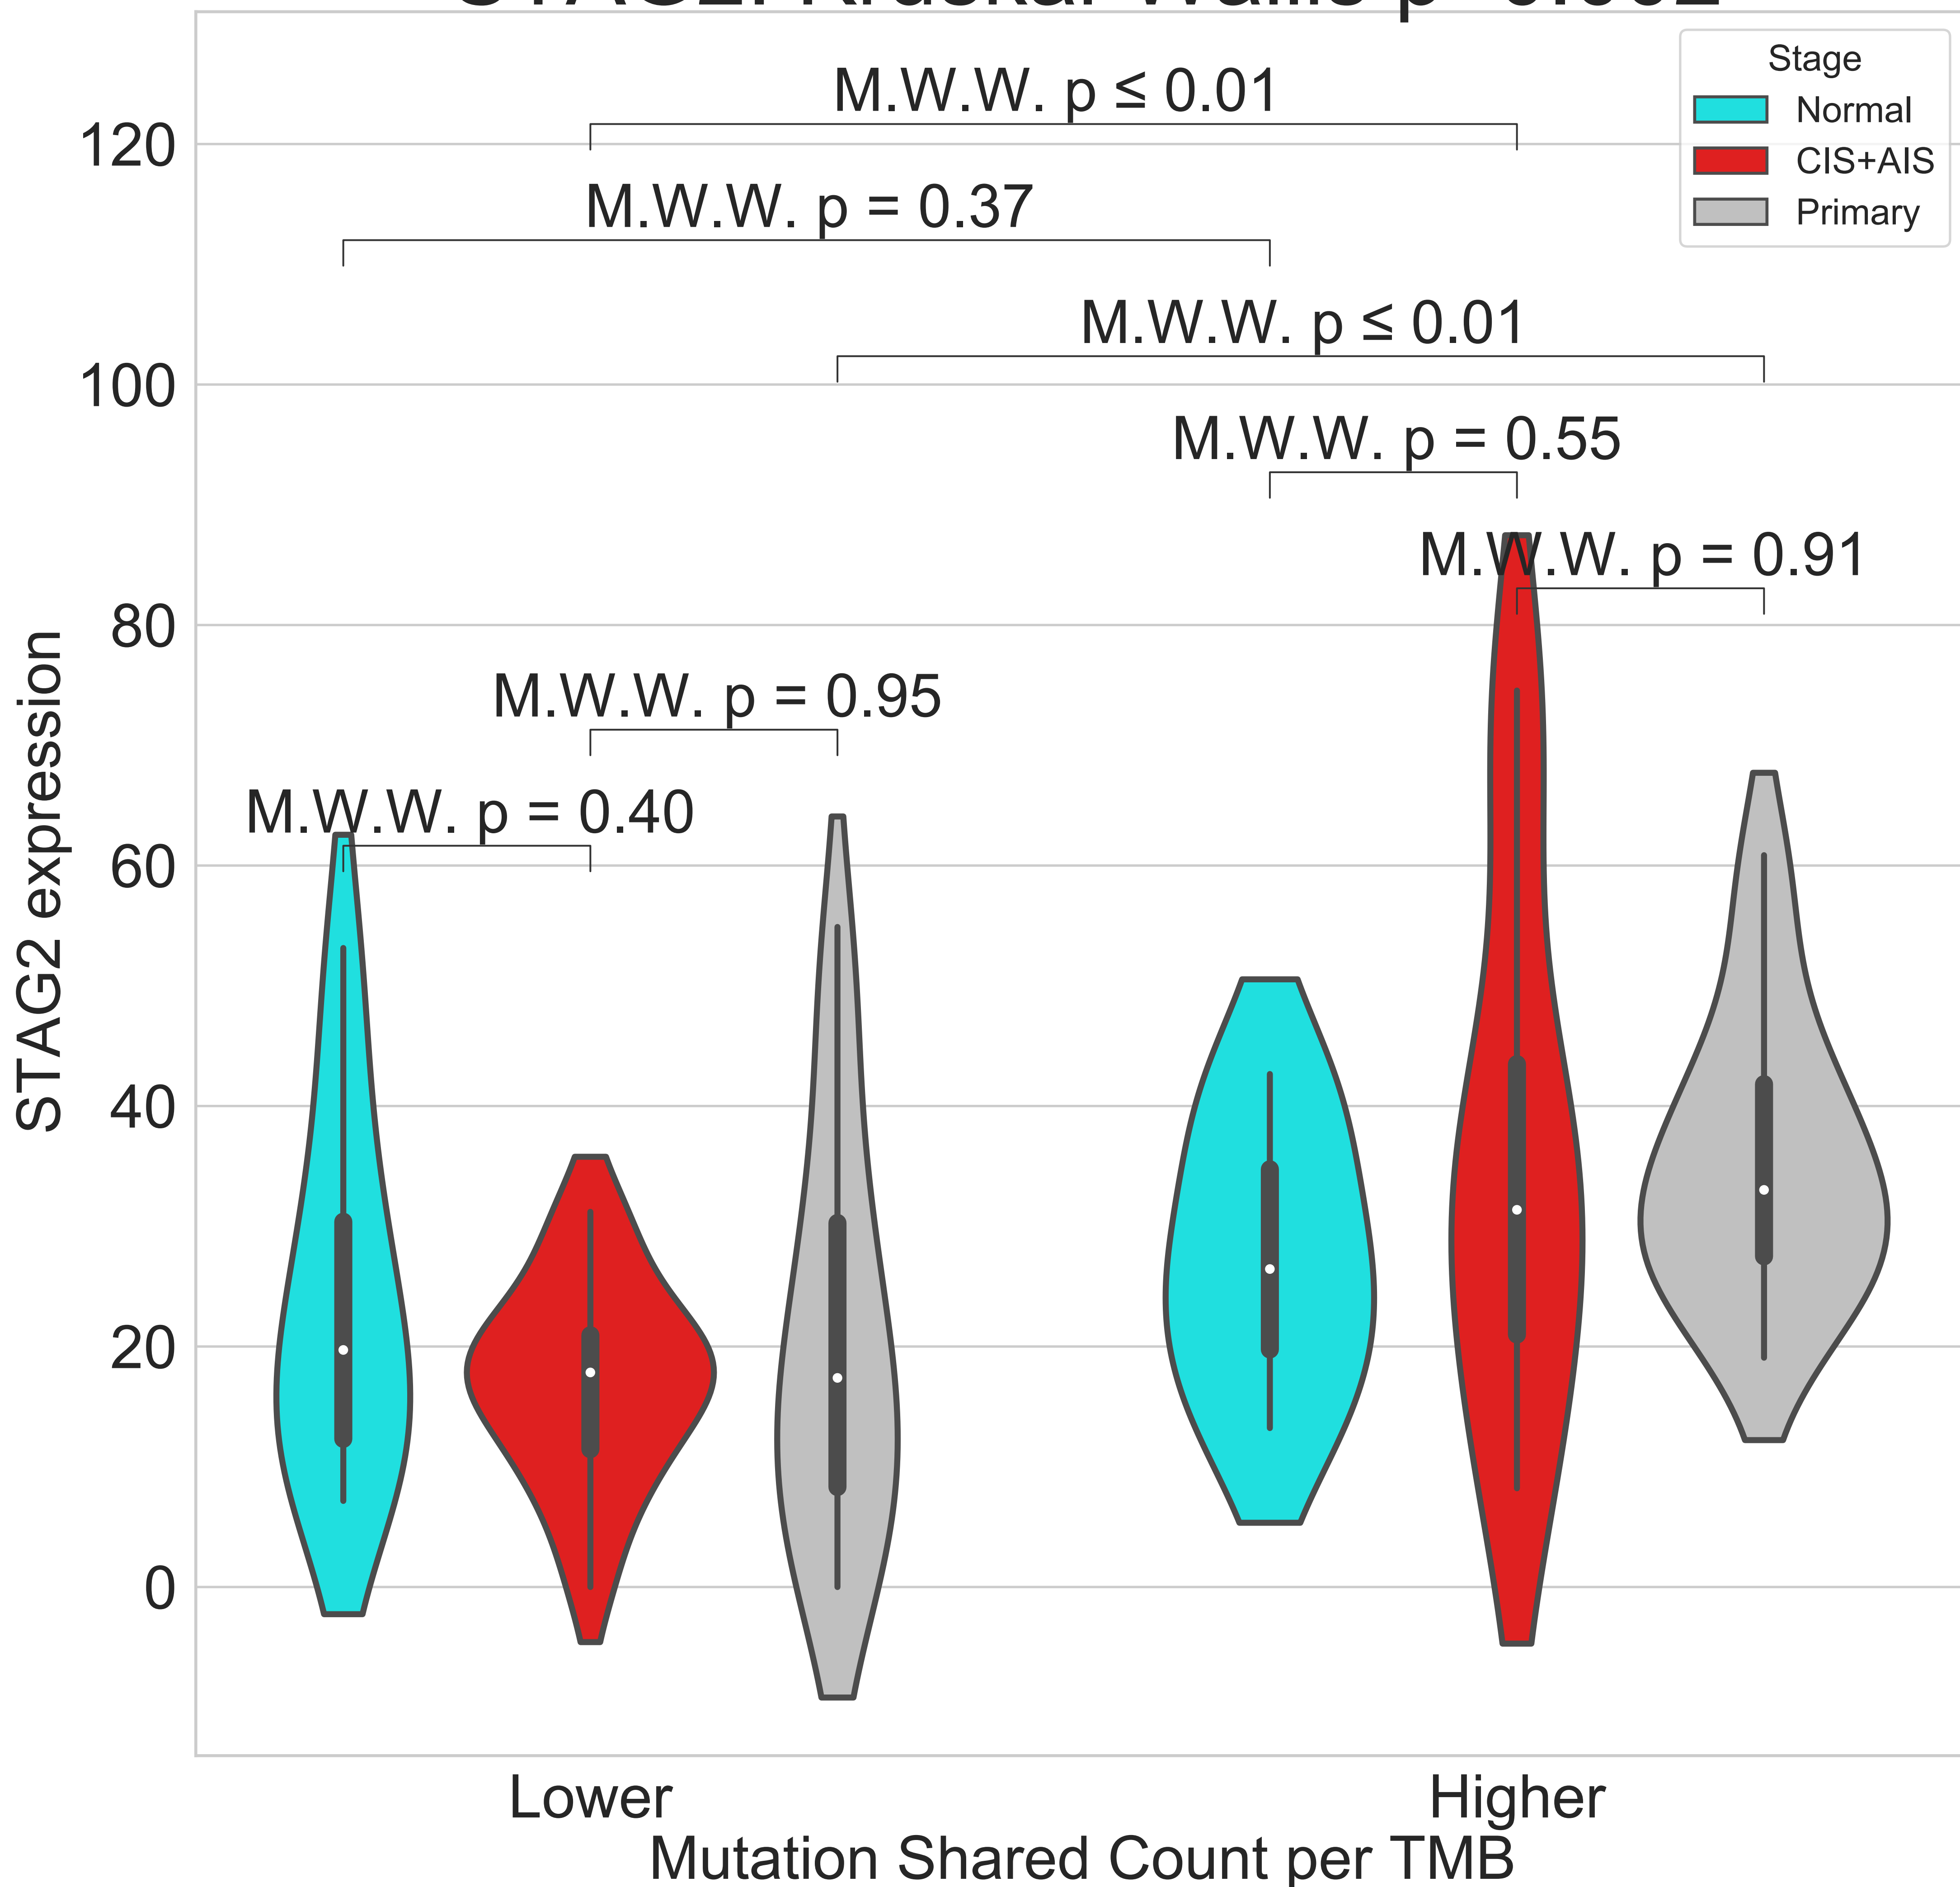 Stage
Normal
CIS+AIS
Primary
M.W.W. p ≤ 0.01
M.W.W. p = 0.37
M.W.W. p ≤ 0.01
M.W.W. p = 0.55
M.W.W. p = 0.91
M.W.W. p = 0.95
M.W.W. p = 0.40
120
100
80
60
40
20
0
STAG2 expression
Lower
Higher
Mutation Shared Count per TMB